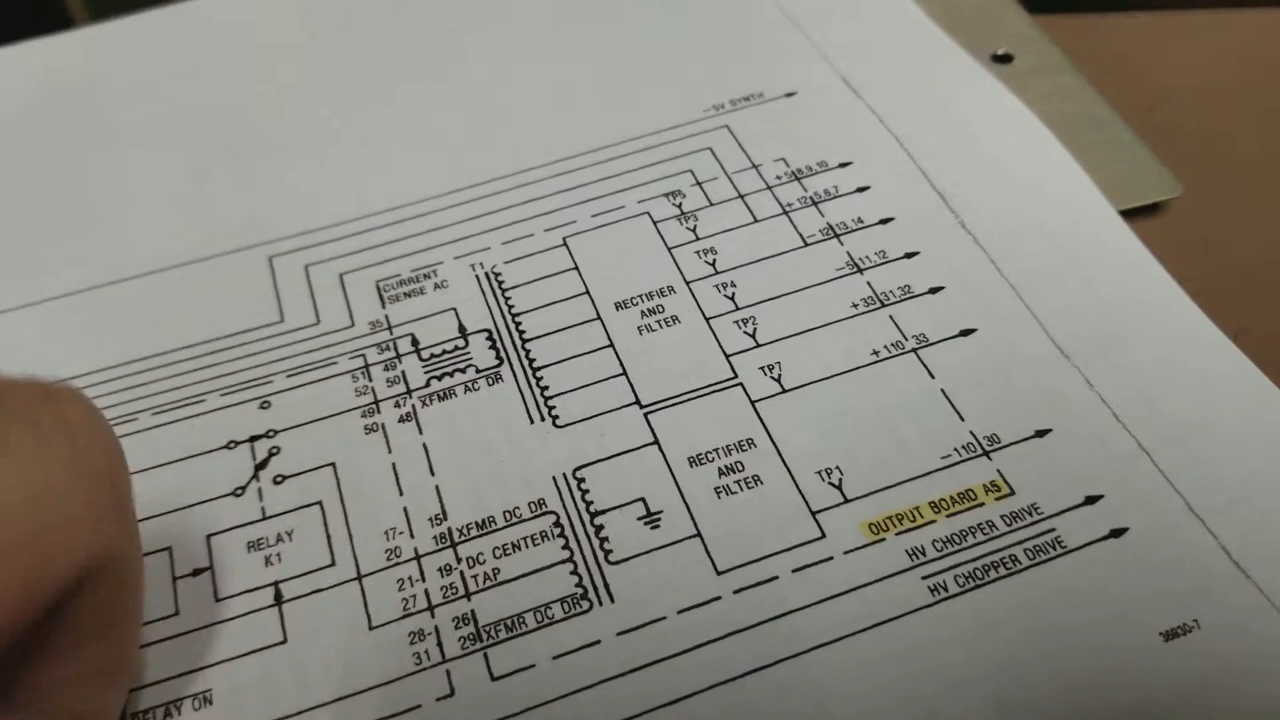 -5V SYNTH
+5 8,9,10
TP5
+12 5,6,7
TP3
-12 13,14
TP6
-5 11,12
TP4
+33 31,32
TP2
+110 33
TP7
T1
CURRENT
SENSE AC
35
34
49
50
51
52
49
50
47
48
XFMR AC DR
RECTIFIER
AND
FILTER
RECTIFIER
AND
FILTER
TP1
-110 30
OUTPUT BOARD A5
HV CHOPPER DRIVE
HV CHOPPER DRIVE
RELAY
K1
17-
20
15
18
XFMR DC DR
21-
27
19-
25
DC CENTER
TAP
28-
31
26
29
XFMR DC DR
RELAY ON
36830-7